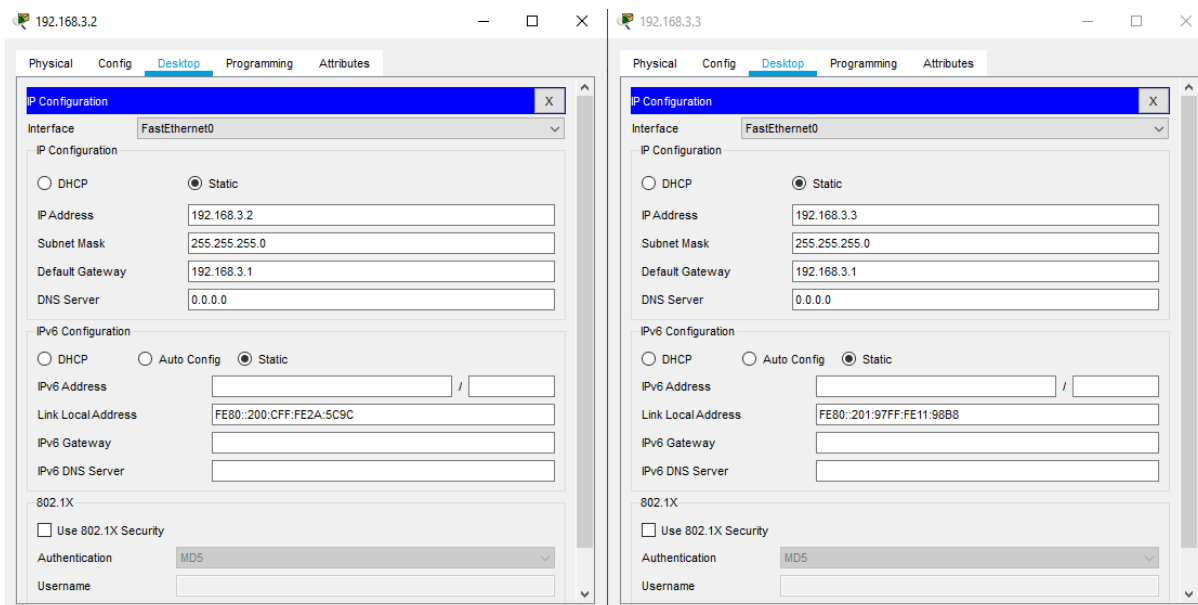 192.168.3.2
Physical Config Desktop Programming Attributes
IP Configuration X
Interface FastEthernet0
IP Configuration
DHCP Static
IP Address 192.168.3.2
Subnet Mask 255.255.255.0
Default Gateway 192.168.3.1
DNS Server 0.0.0.0
IPv6 Configuration
DHCP Auto Config Static
IPv6 Address /
Link Local Address FE80::200:CFF:FE2A:5C9C
IPv6 Gateway
IPv6 DNS Server
802.1X
Use 802.1X Security
Authentication MD5
Username
192.168.3.3
Physical Config Desktop Programming Attributes
IP Configuration X
Interface FastEthernet0
IP Configuration
DHCP Static
IP Address 192.168.3.3
Subnet Mask 255.255.255.0
Default Gateway 192.168.3.1
DNS Server 0.0.0.0
IPv6 Configuration
DHCP Auto Config Static
IPv6 Address /
Link Local Address FE80::201:97FF:FE11:98B8
IPv6 Gateway
IPv6 DNS Server
802.1X
Use 802.1X Security
Authentication MD5
Username